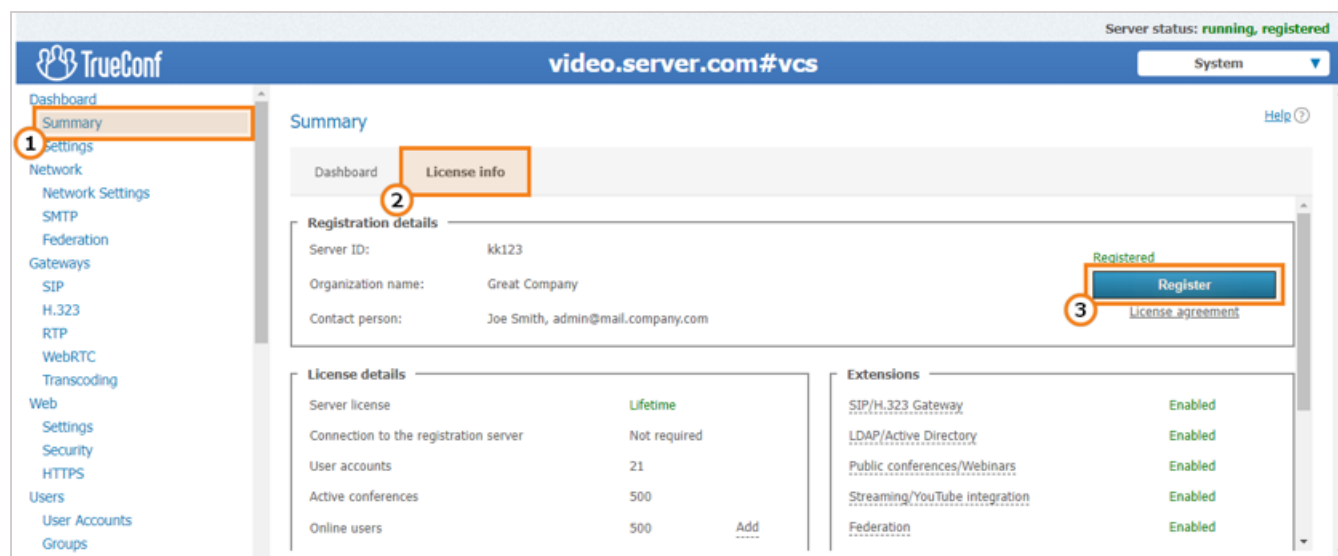 Server status: running, registered
TrueConf
video.server.com#vcs
System
Dashboard
Summary
1
Settings
Network
Network Settings
SMTP
Federation
Gateways
SIP
H.323
RTP
WebRTC
Transcoding
Web
Settings
Security
HTTPS
Users
User Accounts
Groups
Summary
Help ?
Dashboard License info
2
Registration details
Server ID: kk123
Registered
Organization name: Great Company
Register
3
Contact person: Joe Smith, admin@mail.company.com
License agreement
License details
Server license Lifetime
Connection to the registration server Not required
User accounts 21
Active conferences 500
Online users 500 Add
Extensions
SIP/H.323 Gateway Enabled
LDAP/Active Directory Enabled
Public conferences/Webinars Enabled
Streaming/YouTube integration Enabled
Federation Enabled